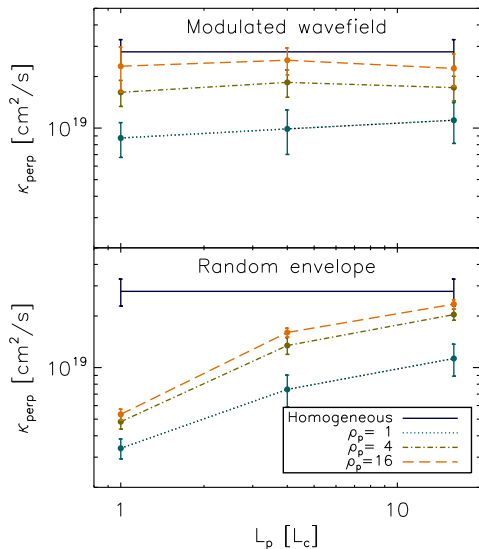 Modulated wavefield
κperp [cm²/s]
10¹⁹
Random envelope
κperp [cm²/s]
10¹⁹
Homogeneous
ρp= 1
ρp= 4
ρp=16
1 10
Lp [Lc]